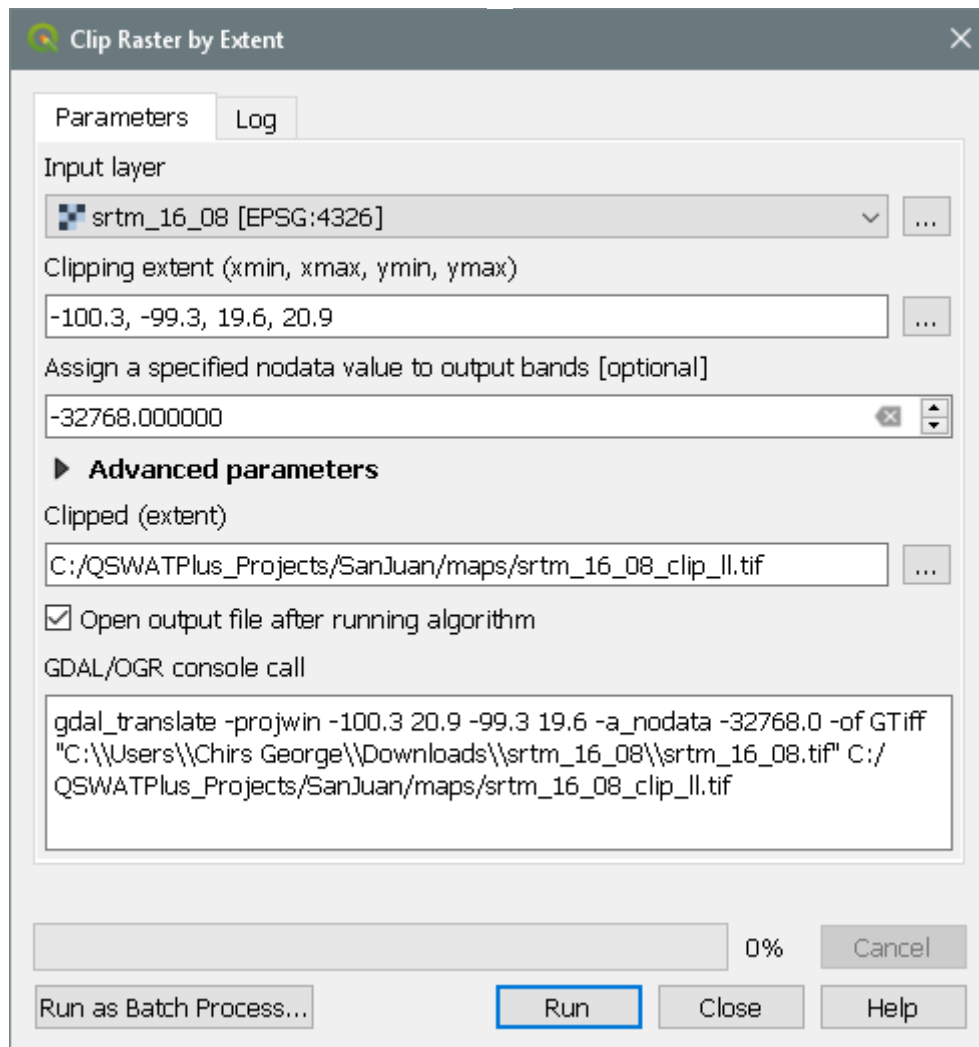 Clip Raster by Extent
Parameters
Log
Input layer
srtm_16_08 [EPSG:4326]
...
Clipping extent (xmin, xmax, ymin, ymax)
-100.3, -99.3, 19.6, 20.9
...
Assign a specified nodata value to output bands [optional]
-32768.000000
Advanced parameters
Clipped (extent)
C:/QSWATPlus_Projects/SanJuan/maps/srtm_16_08_clip_ll.tif
...
Open output file after running algorithm
GDAL/OGR console call
gdal_translate -projwin -100.3 20.9 -99.3 19.6 -a_nodata -32768.0 -of GTiff
"C:\\Users\\Chirs George\\Downloads\\srtm_16_08\\srtm_16_08.tif" C:/
QSWATPlus_Projects/SanJuan/maps/srtm_16_08_clip_ll.tif
0%
Cancel
Run as Batch Process...
Run
Close
Help